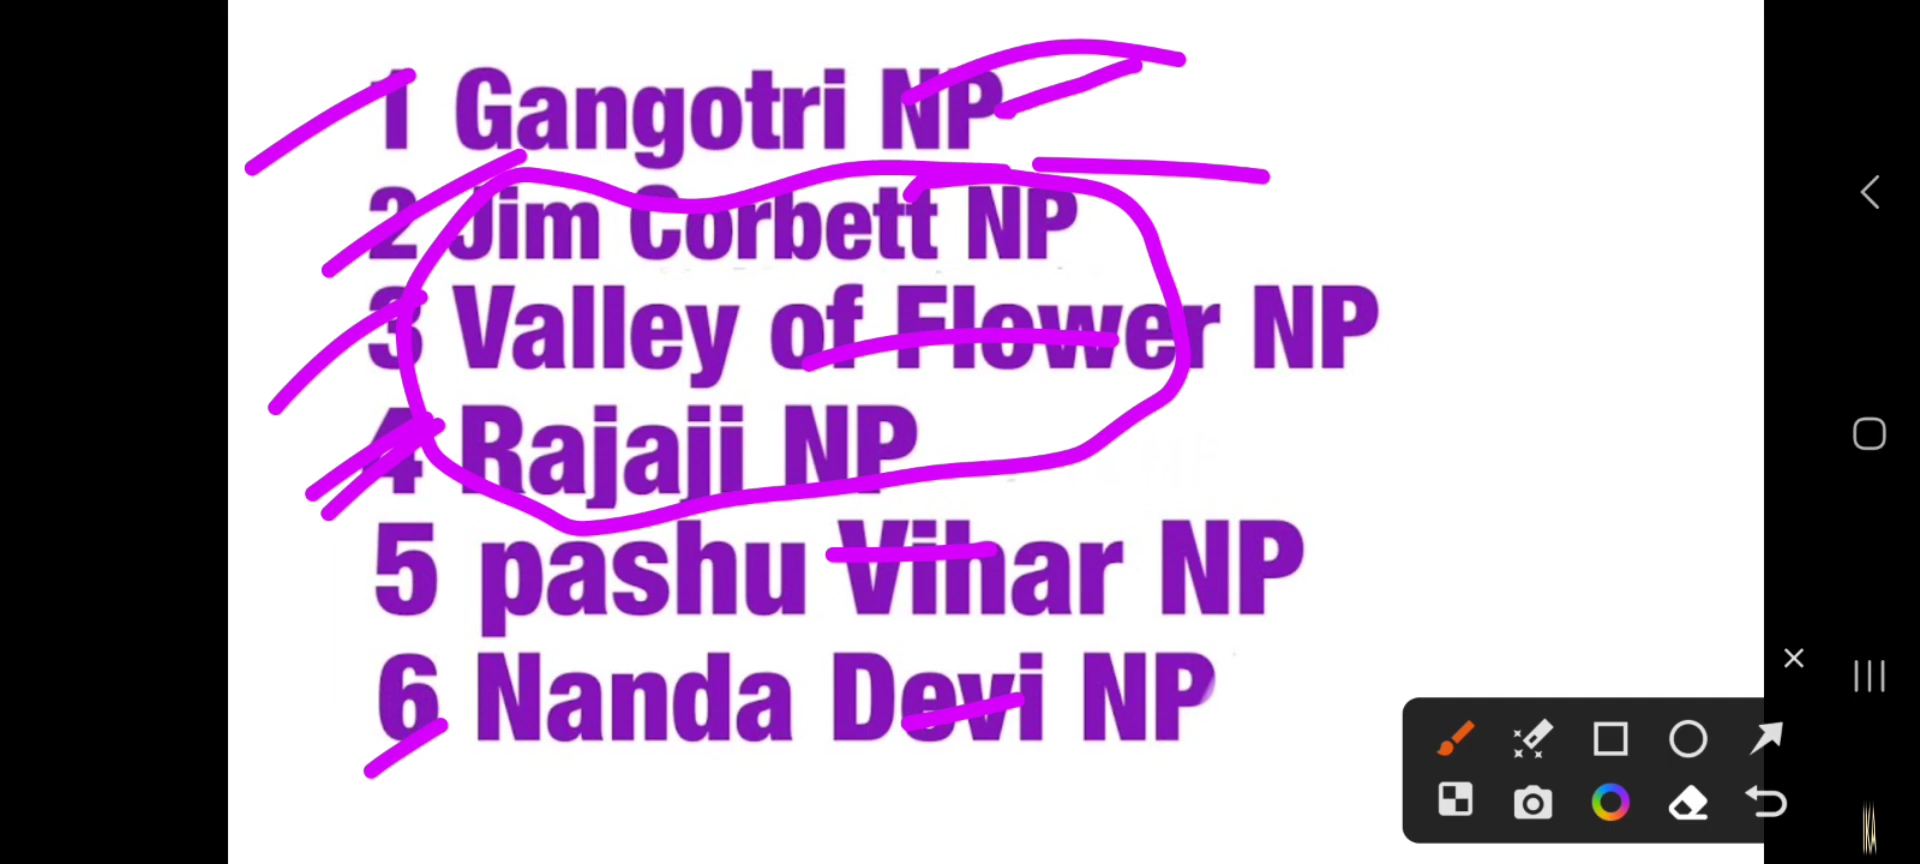 1 Gangotri NP
2 Jim Corbett NP
3 Valley of Flower NP
4 Rajaji NP
5 pashu Vihar NP
6 Nanda Devi NP